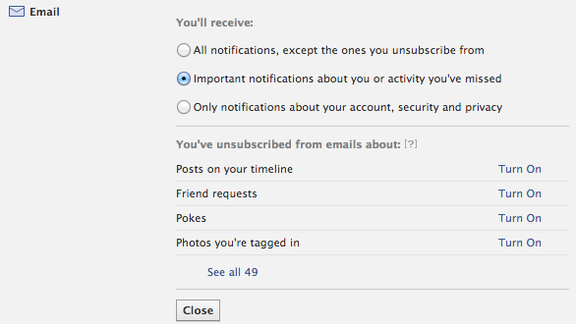 Email
You'll receive:
All notifications, except the ones you unsubscribe from
Important notifications about you or activity you've missed
Only notifications about your account, security and privacy
You've unsubscribed from emails about: [?]
Posts on your timeline Turn On
Friend requests Turn On
Pokes Turn On
Photos you're tagged in Turn On
See all 49
Close